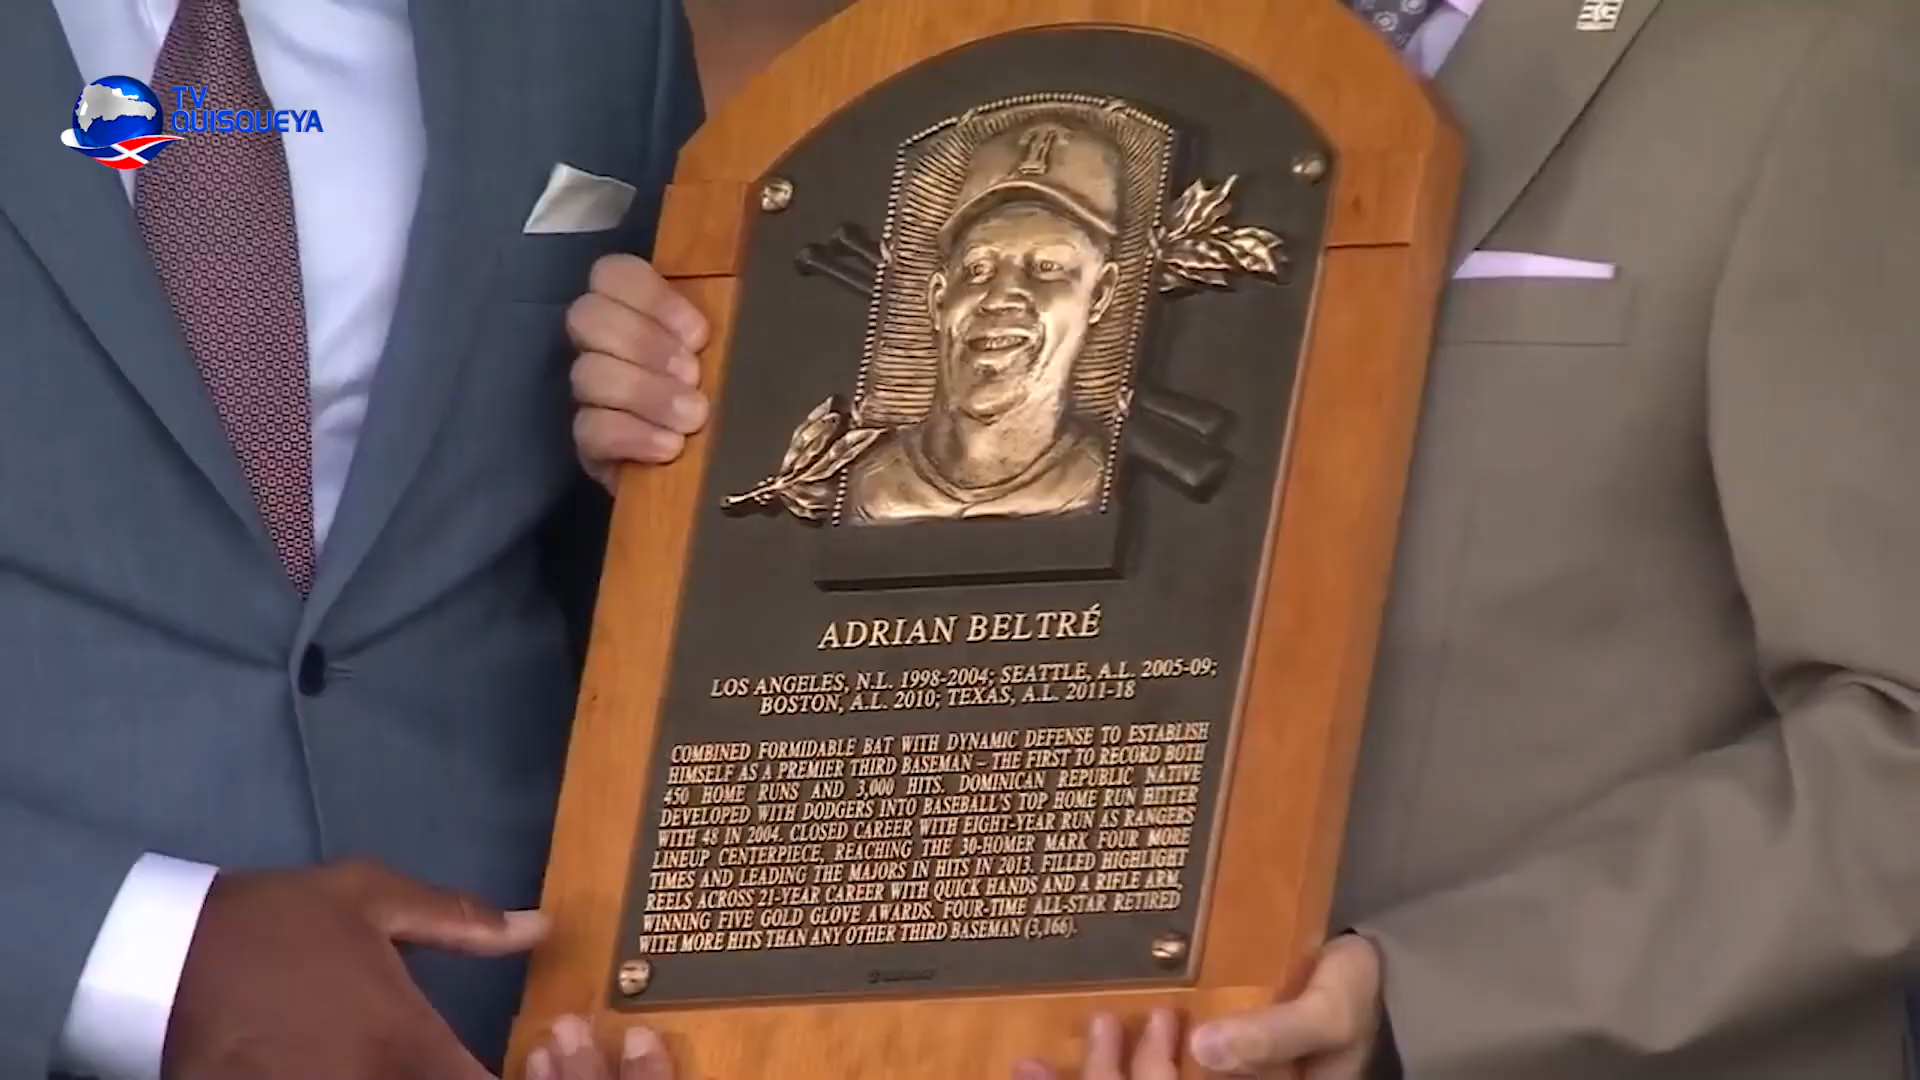 TV
QUISQUEYA
T
ADRIAN BELTRÉ
LOS ANGELES, N.L. 1998-2004; SEATTLE, A.L. 2005-09;
BOSTON, A.L. 2010; TEXAS, A.L. 2011-18
COMBINED FORMIDABLE BAT WITH DYNAMIC DEFENSE TO ESTABLISH
HIMSELF AS A PREMIER THIRD BASEMAN – THE FIRST TO RECORD BOTH
450 HOME RUNS AND 3,000 HITS. DOMINICAN REPUBLIC NATIVE
DEVELOPED WITH DODGERS INTO BASEBALL'S TOP HOME RUN HITTER
WITH 48 IN 2004. CLOSED CAREER WITH EIGHT-YEAR RUN AS RANGERS
LINEUP CENTERPIECE, REACHING THE 30-HOMER MARK FOUR MORE
TIMES AND LEADING THE MAJORS IN HITS IN 2013. FILLED HIGHLIGHT
REELS ACROSS 21-YEAR CAREER WITH QUICK HANDS AND A RIFLE ARM,
WINNING FIVE GOLD GLOVE AWARDS. FOUR-TIME ALL-STAR RETIRED
WITH MORE HITS THAN ANY OTHER THIRD BASEMAN (3,166).